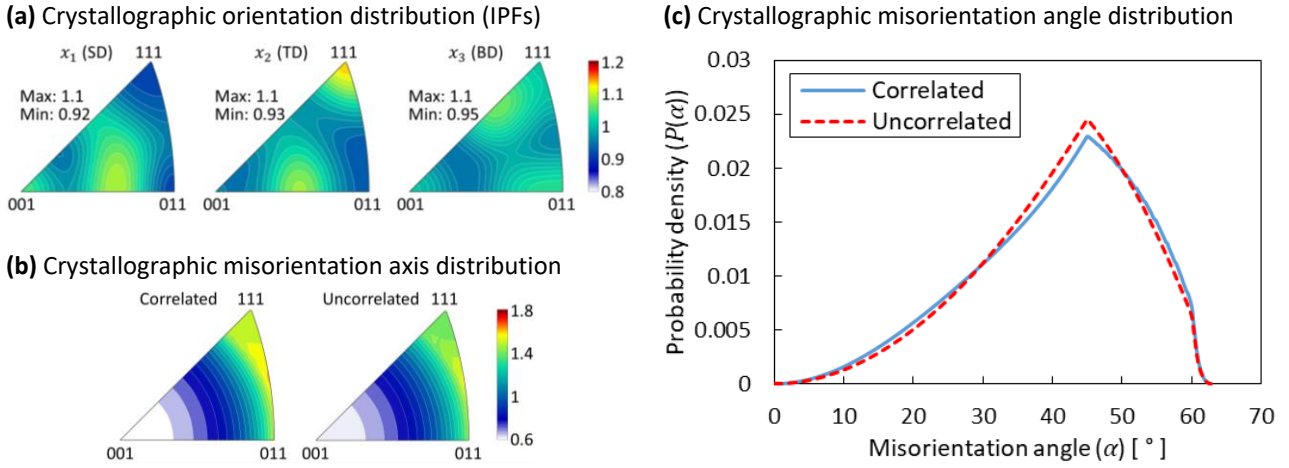 (a) Crystallographic orientation distribution (IPFs)
x₁ (SD) 111
Max: 1.1
Min: 0.92
001 011
x₂ (TD) 111
Max: 1.1
Min: 0.93
001 011
x₃ (BD) 111
Max: 1.1
Min: 0.95
001 011
1.2
1.1
1
0.9
0.8
(b) Crystallographic misorientation axis distribution
Correlated 111
001 011
Uncorrelated 111
001 011
1.8
1.4
1
0.6
(c) Crystallographic misorientation angle distribution
Probability density (P(α))
0.03
0.025
0.02
0.015
0.01
0.005
0
Correlated
Uncorrelated
0 10 20 30 40 50 60 70
Misorientation angle (α) [ ° ]